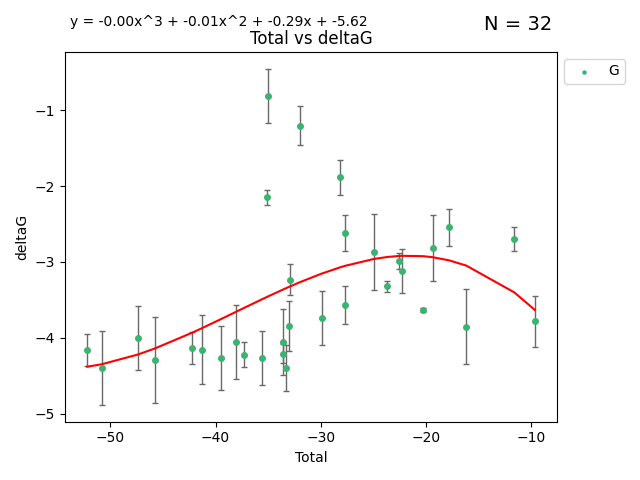 y = -0.00x^3 + -0.01x^2 + -0.29x + -5.62
N = 32
Total vs deltaG
G
deltaG
−1
−2
−3
−4
−5
−50
−40
−30
−20
−10
Total